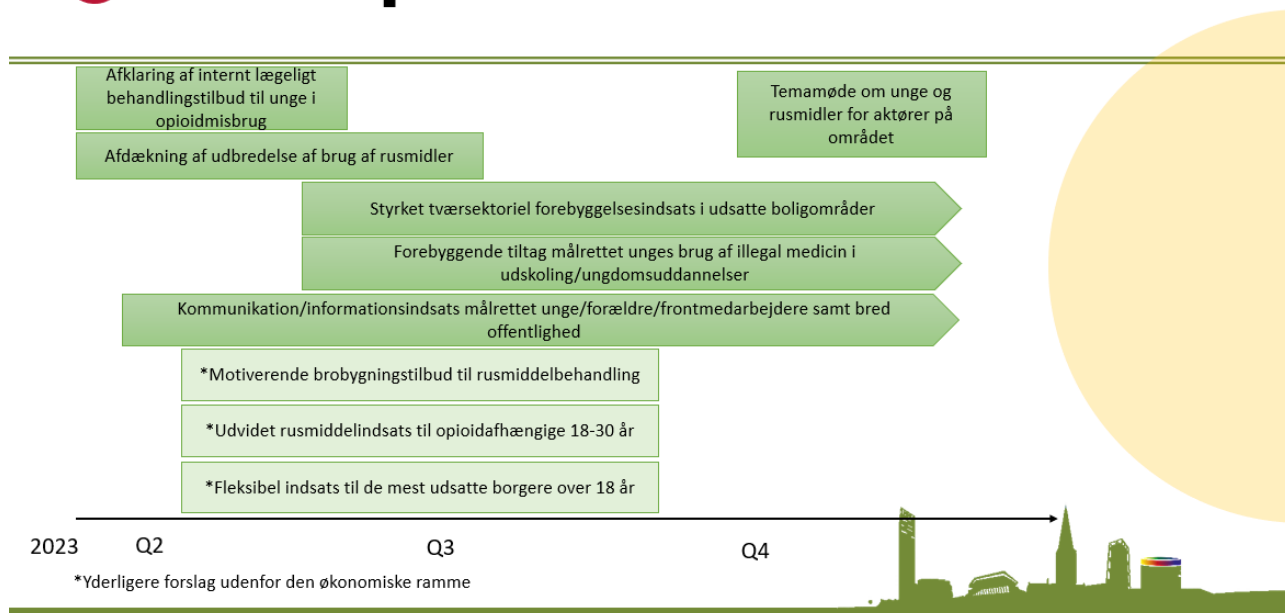 Afklaring af internt lægeligt
behandlingstilbud til unge i
opioidmisbrug
Temamøde om unge og
rusmidler for aktører på
området
Afdækning af udbredelse af brug af rusmidler
Styrket tværsektoriel forebyggelsesindsats i udsatte boligområder
Forebyggende tiltag målrettet unges brug af illegal medicin i
udskoling/ungdomsuddannelser
Kommunikation/informationsindsats målrettet unge/forældre/frontmedarbejdere samt bred
offentlighed
*Motiverende brobygningstilbud til rusmiddelbehandling
*Udvidet rusmiddelindsats til opioidafhængige 18-30 år
*Fleksibel indsats til de mest udsatte borgere over 18 år
2023 Q2 Q3 Q4
*Yderligere forslag udenfor den økonomiske ramme